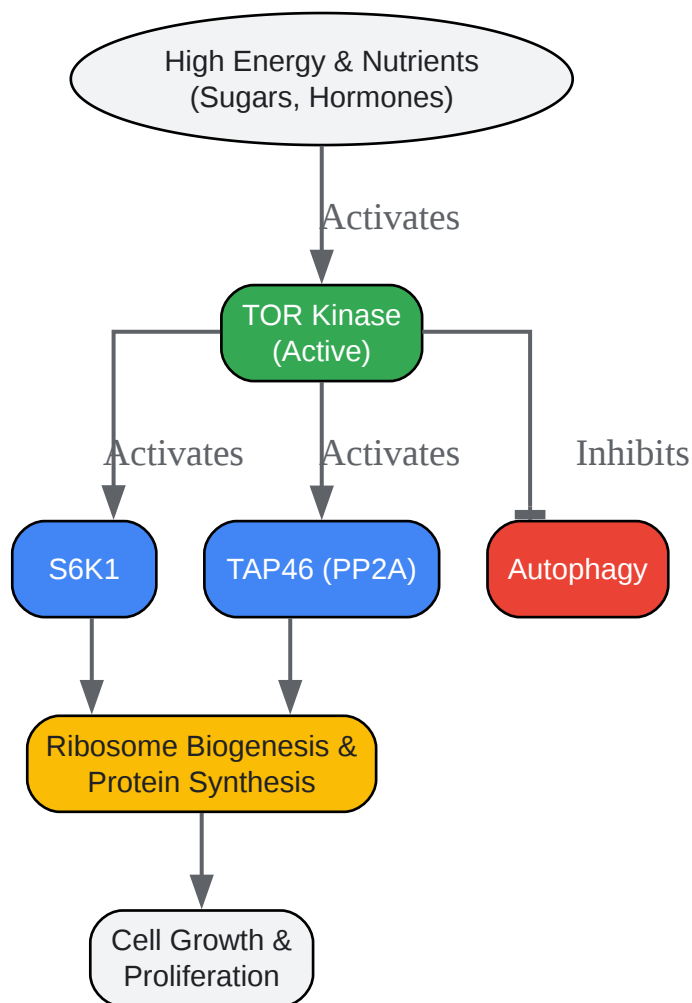 High Energy & Nutrients
(Sugars, Hormones)
Activates
TOR Kinase
(Active)
Activates
Activates
Inhibits
S6K1
TAP46 (PP2A)
Autophagy
Ribosome Biogenesis &
Protein Synthesis
Cell Growth &
Proliferation